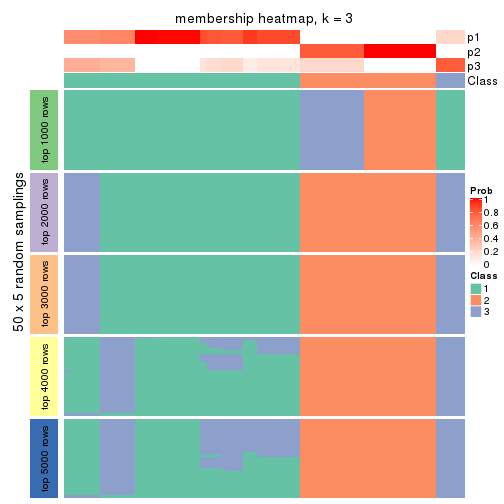 membership heatmap, k = 3
p1
p2
p3
Class
50 x 5 random samplings
top 1000 rows
top 2000 rows
top 3000 rows
top 4000 rows
top 5000 rows
Prob
1
0.8
0.6
0.4
0.2
0
Class
1
2
3